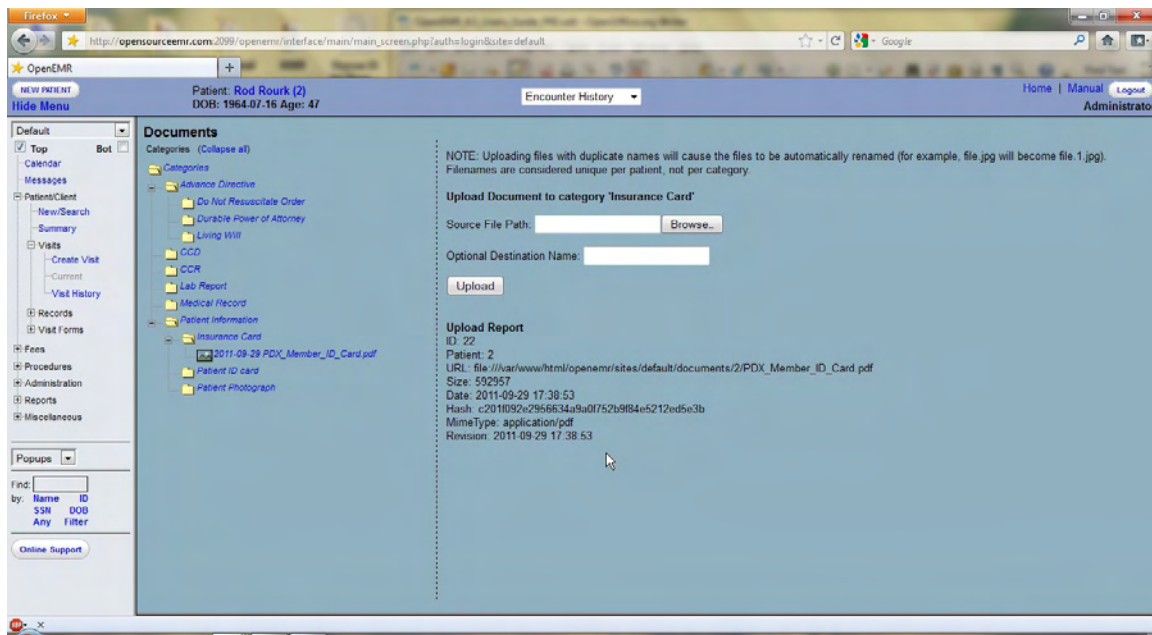 Firefox
http://opensourceemr.com:2099/openemr/interface/main/main_screen.php?auth=login&site=default
Google
OpenEMR
+
NEW PATIENT
Hide Menu
Patient: Rod Rourk (2)
DOB: 1964-07-16 Age: 47
Encounter History
Home | Manual Logout
Administrato
Default
Top Bot
Calendar
Messages
Patient/Client
New/Search
Summary
Visits
Create Visit
Current
Visit History
Records
Visit Forms
Fees
Procedures
Administration
Reports
Miscellaneous
Popups
Find:
by: Name ID
SSN DOB
Any Filter
Online Support
Documents
Categories (Collapse all)
Categories
Advance Directive
Do Not Resuscitate Order
Durable Power of Attorney
Living Will
CCD
CCR
Lab Report
Medical Record
Patient Information
Insurance Card
2011-09-29 PDX_Member_ID_Card.pdf
Patient ID card
Patient Photograph
NOTE: Uploading files with duplicate names will cause the files to be automatically renamed (for example, file.jpg will become file.1.jpg).
Filenames are considered unique per patient, not per category.
Upload Document to category 'Insurance Card'
Source File Path: Browse...
Optional Destination Name:
Upload
Upload Report
ID: 22
Patient: 2
URL: file:///var/www/html/openemr/sites/default/documents/2/PDX_Member_ID_Card.pdf
Size: 592957
Date: 2011-09-29 17:38:53
Hash: c201f092e2956634a9a0f752b9f84e5212ed5e3b
MimeType: application/pdf
Revision: 2011-09-29 17:38:53